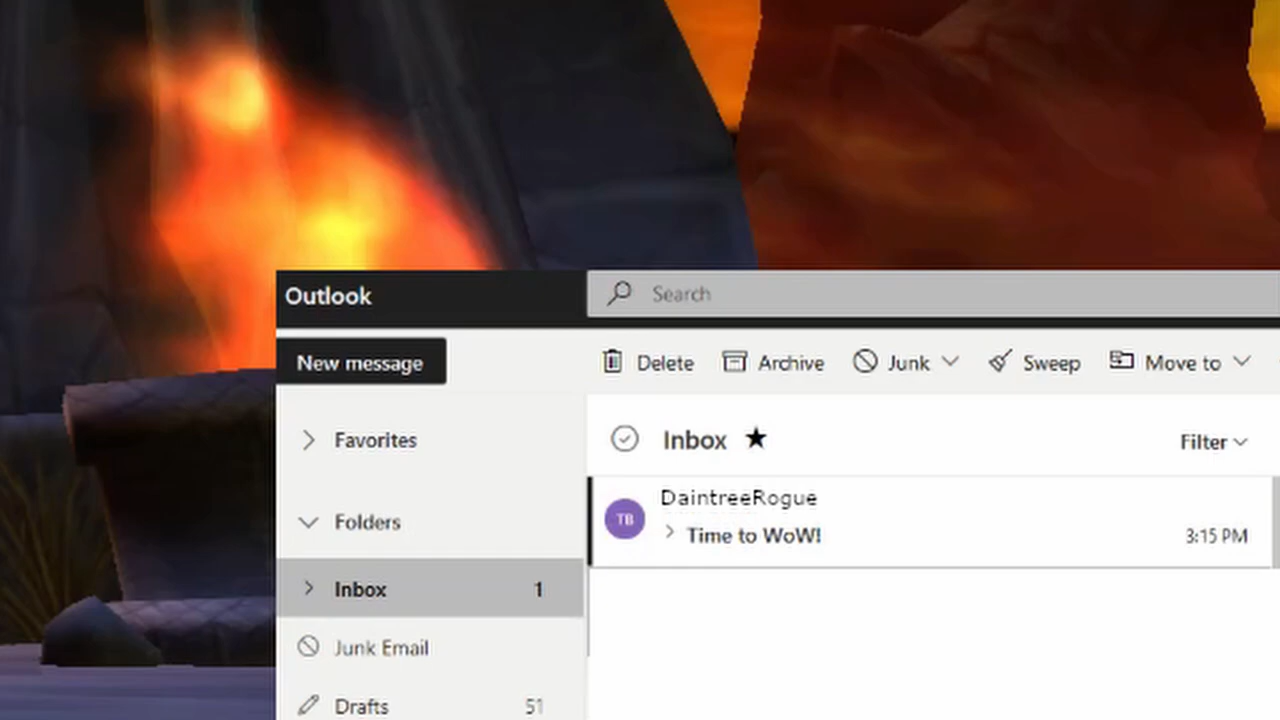 Outlook
Search
New message
Delete Archive Junk Sweep Move to
Favorites
Inbox ★
Filter
DaintreeRogue
TB
Time to WoW!
3:15 PM
Folders
Inbox 1
Junk Email
Drafts 51